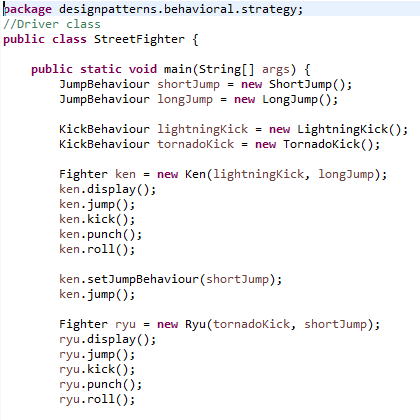 package designpatterns.behavioral.strategy;
//Driver class
public class StreetFighter {
public static void main(String[] args) {
JumpBehaviour shortJump = new ShortJump();
JumpBehaviour longJump = new LongJump();
KickBehaviour lightningKick = new LightningKick();
KickBehaviour tornadoKick = new TornadoKick();
Fighter ken = new Ken(lightningKick, longJump);
ken.display();
ken.jump();
ken.kick();
ken.punch();
ken.roll();
ken.setJumpBehaviour(shortJump);
ken.jump();
Fighter ryu = new Ryu(tornadoKick, shortJump);
ryu.display();
ryu.jump();
ryu.kick();
ryu.punch();
ryu.roll();